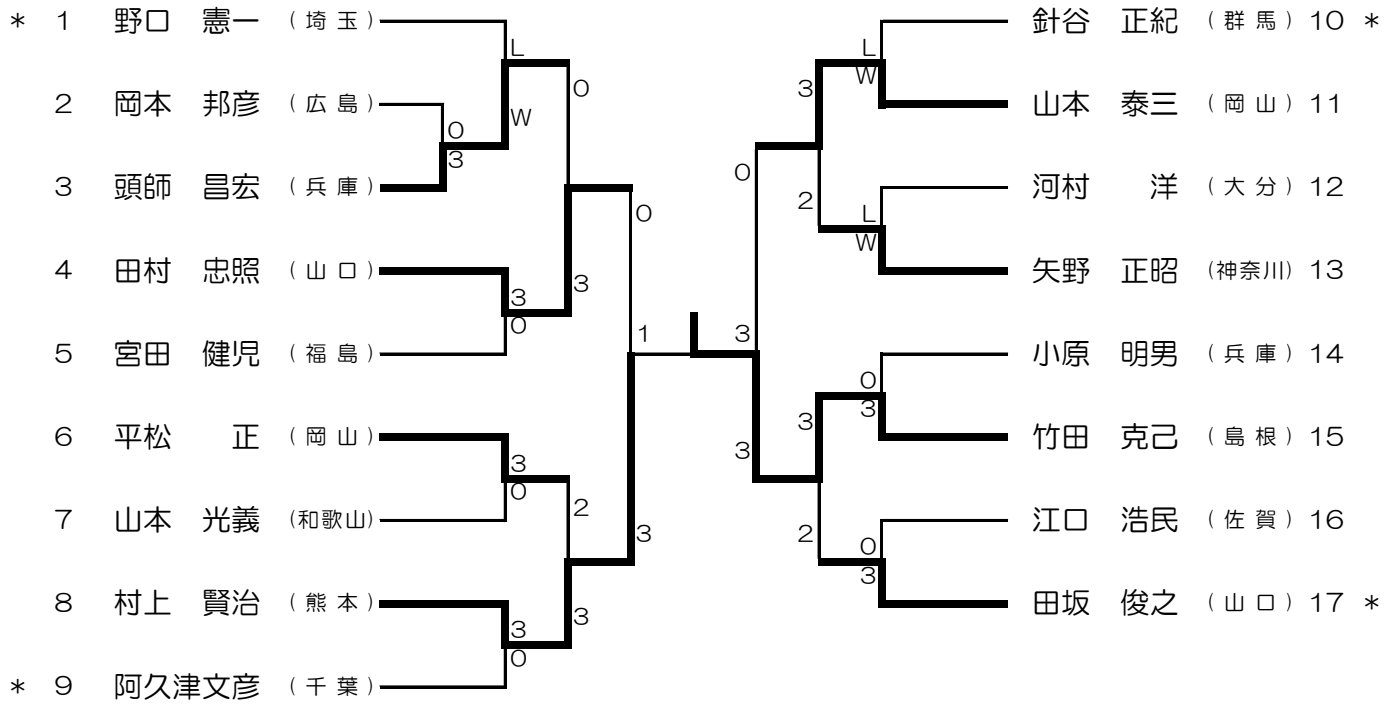 * 1 野口 憲一 (埼玉)
2 岡本 邦彦 (広島)
3 頭師 昌宏 (兵庫)
4 田村 忠照 (山口)
5 宮田 健児 (福島)
6 平松 正 (岡山)
7 山本 光義 (和歌山)
8 村上 賢治 (熊本)
* 9 阿久津文彦 (千葉)
L
W
0
3
3
0
3
0
3
0
0
3
2
3
0
3
1
3
0
3
3
2
3
2
L
W
L
W
0
3
0
3
針谷 正紀 (群馬) 10 *
山本 泰三 (岡山) 11
河村 洋 (大分) 12
矢野 正昭 (神奈川) 13
小原 明男 (兵庫) 14
竹田 克己 (島根) 15
江口 浩民 (佐賀) 16
田坂 俊之 (山口) 17 *